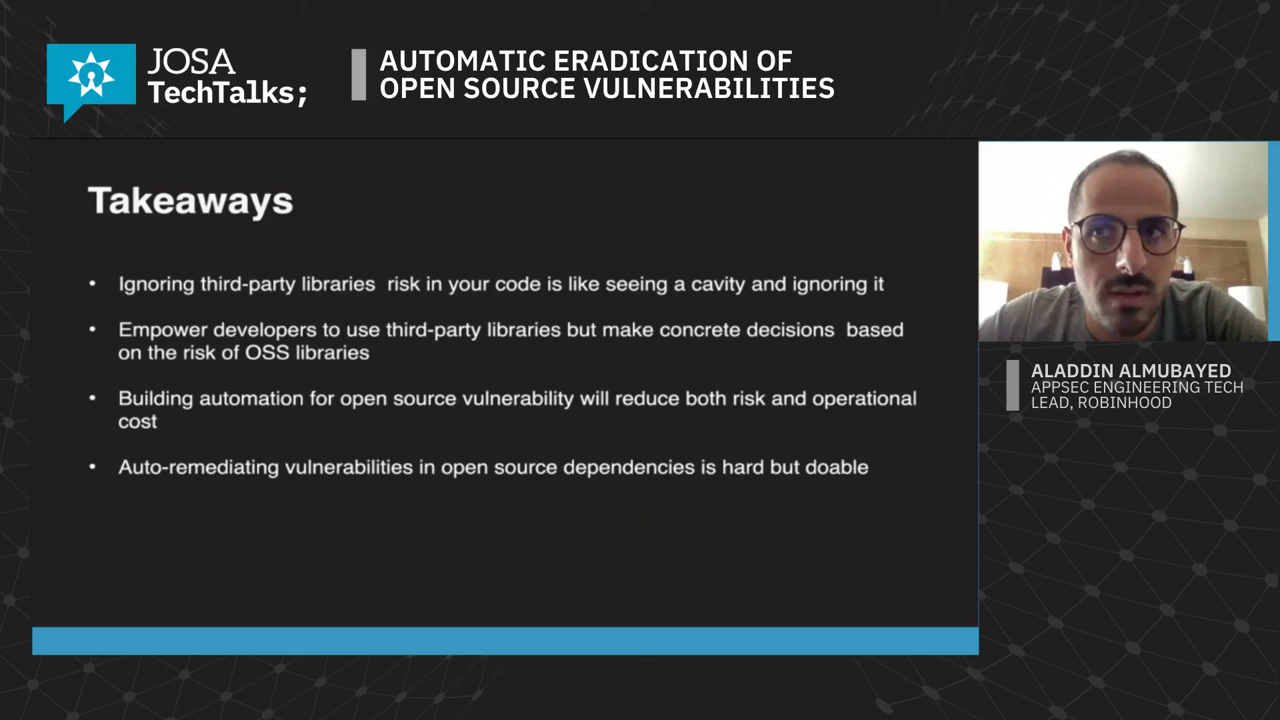 JOSA
TechTalks;
AUTOMATIC ERADICATION OF
OPEN SOURCE VULNERABILITIES
Takeaways
• Ignoring third-party libraries risk in your code is like seeing a cavity and ignoring it
• Empower developers to use third-party libraries but make concrete decisions based
on the risk of OSS libraries
• Building automation for open source vulnerability will reduce both risk and operational
cost
• Auto-remediating vulnerabilities in open source dependencies is hard but doable
ALADDIN ALMUBAYED
APPSEC ENGINEERING TECH
LEAD, ROBINHOOD